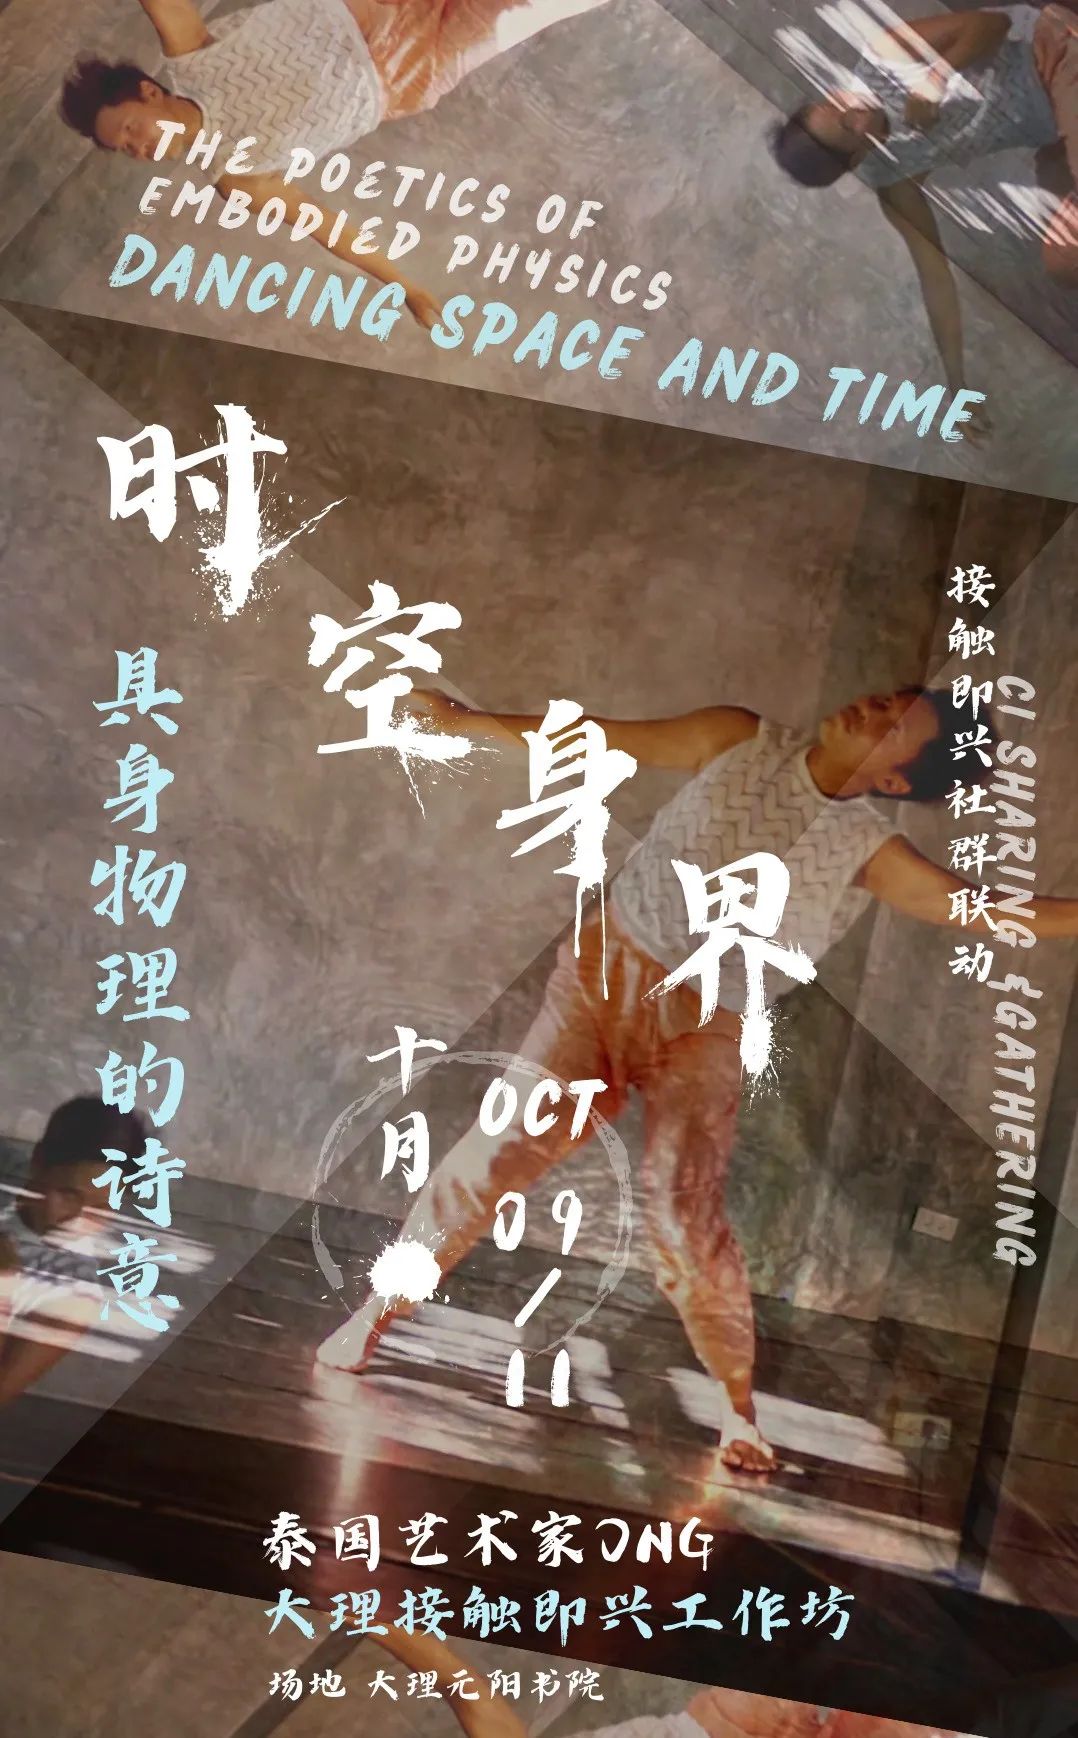 THE POETICS OF
EMBODIED PHYSICS
DANCING SPACE AND TIME
时空身界
具身物理的诗意
接触即兴社群联动
CI SHARING & GATHERING
十月
OCT
09
/
11
泰国艺术家ONG
大理接触即兴工作坊
场地 大理元阳书院